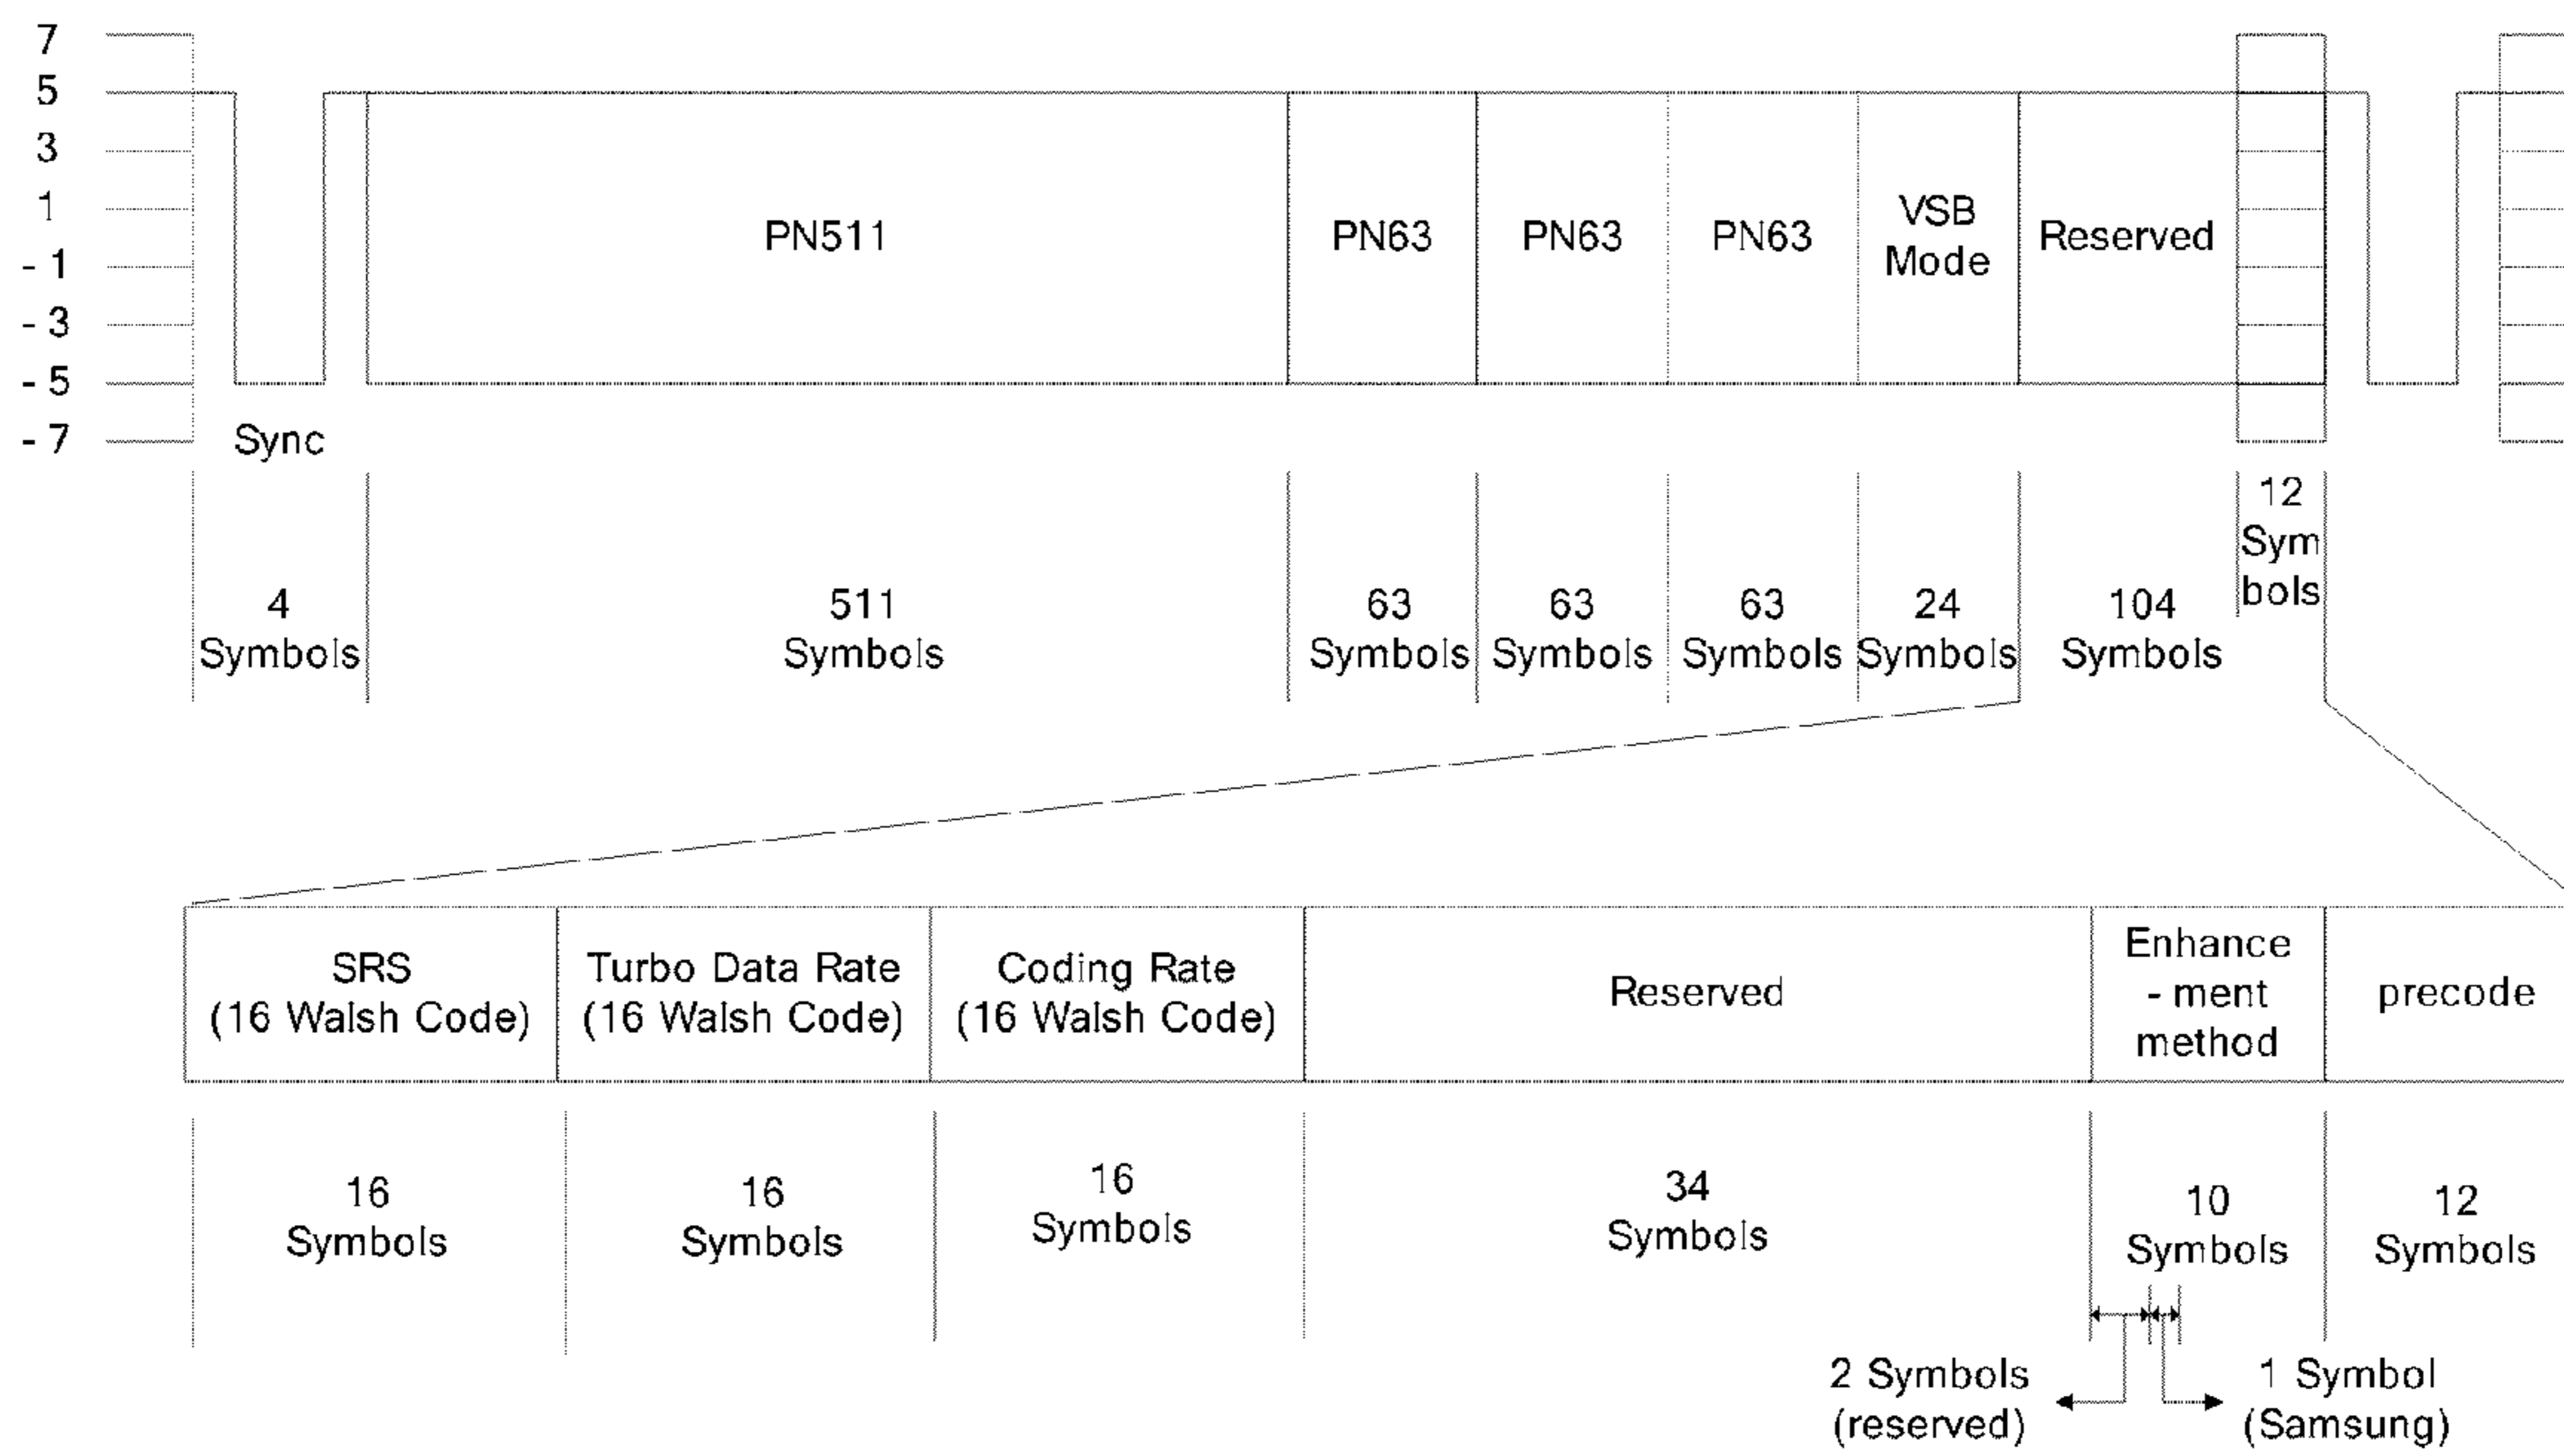 7
5
3
1
- 1
- 3
- 5
- 7
Sync
PN511
PN63
PN63
PN63
VSB
Mode
Reserved
4
Symbols
511
Symbols
63
Symbols
63
Symbols
63
Symbols
24
Symbols
104
Symbols
12
Sym
bols
SRS
(16 Walsh Code)
Turbo Data Rate
(16 Walsh Code)
Coding Rate
(16 Walsh Code)
Reserved
Enhance
- ment
method
precode
16
Symbols
16
Symbols
16
Symbols
34
Symbols
10
Symbols
12
Symbols
2 Symbols
(reserved)
1 Symbol
(Samsung)